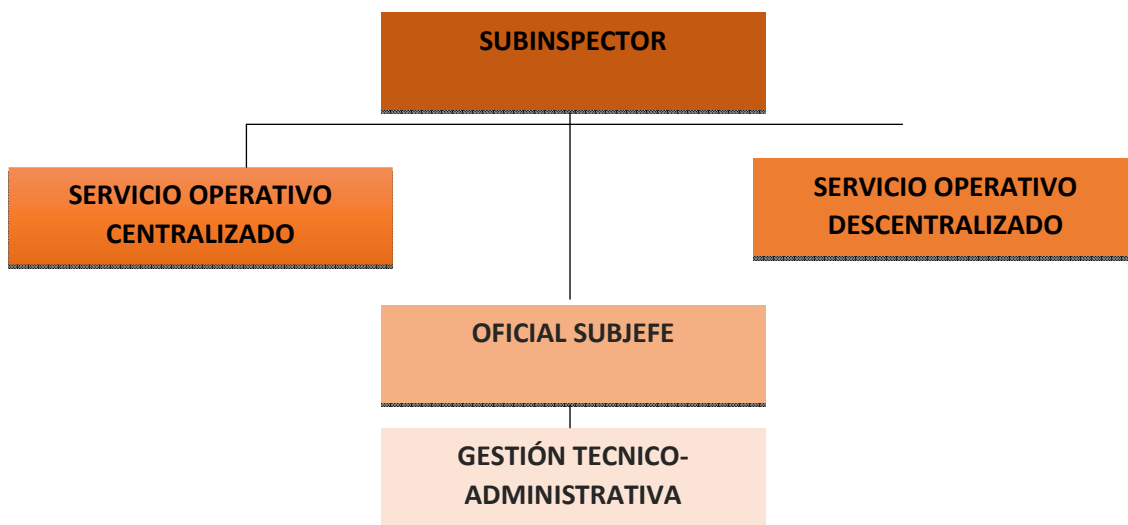 SUBINSPECTOR
SERVICIO OPERATIVO
CENTRALIZADO
SERVICIO OPERATIVO
DESCENTRALIZADO
OFICIAL SUBJEFE
GESTIÓN TECNICO-
ADMINISTRATIVA